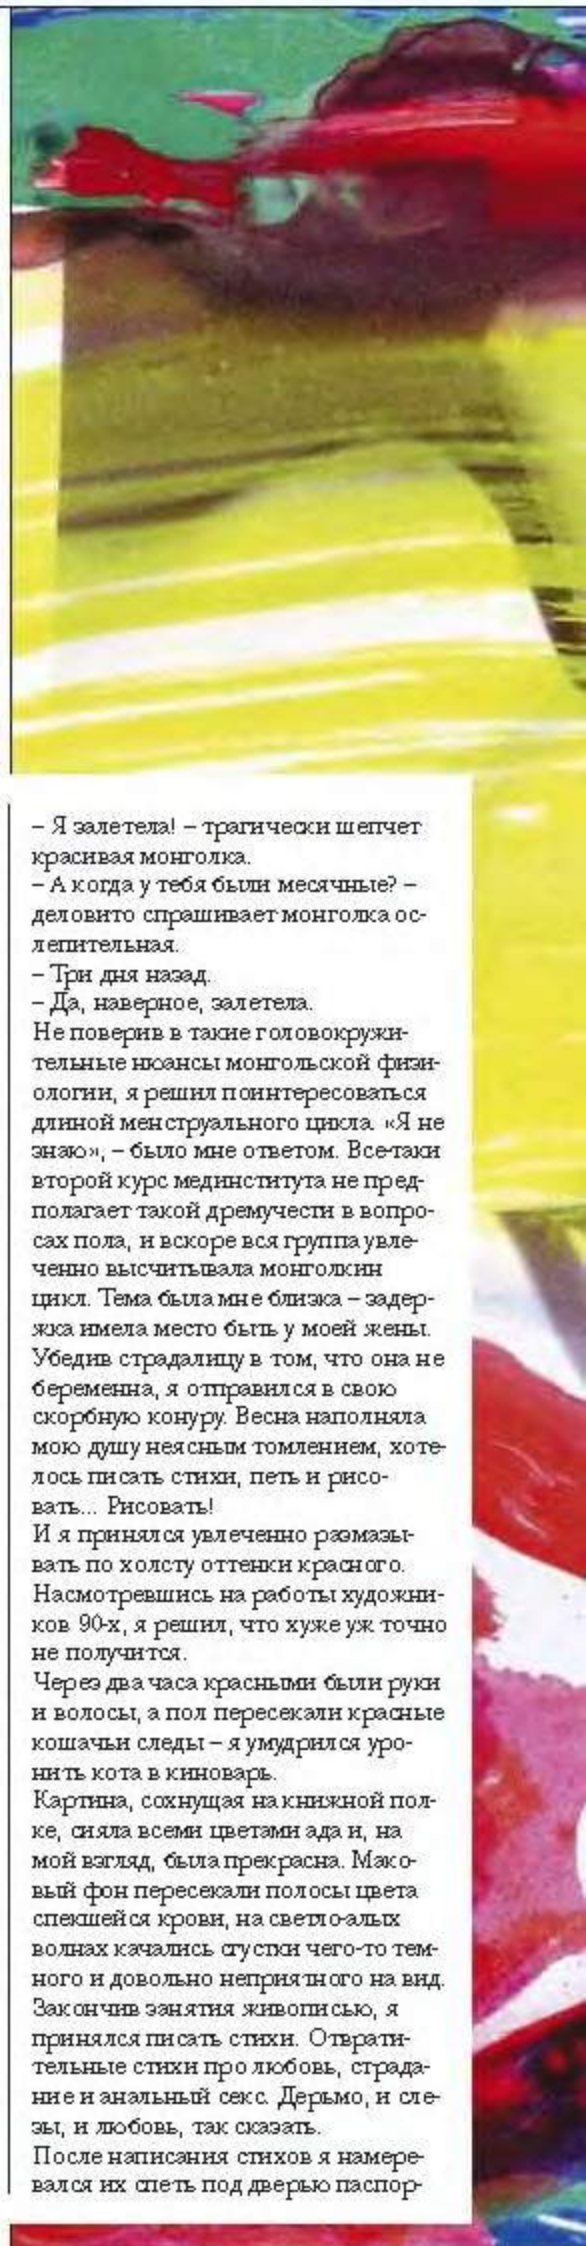 – Я залетела! – трагически шепчет
красивая монголка.
– А когда у тебя были месячные? –
деловито спрашивает монголка ос-
лепительная.
– Три дня назад.
– Да, наверное, залетела.
Не поверив в такие головокружи-
тельные нюансы монгольской физи-
ологии, я решил поинтересоваться
длиной менструального цикла. «Я не
знаю», – было мне ответом. Все-таки
второй курс мединститута не пред-
полагает такой дремучести в вопро-
сах пола, и вскоре вся группа увле-
ченно высчитывала монголкин
цикл. Тема была мне близка – задер-
жка имела место быть у моей жены.
Убедив страдалицу в том, что она не
беременна, я отправился в свою
скорбную конуру. Весна наполняла
мою душу неясным томлением, хоте-
лось писать стихи, петь и рисо-
вать... Рисовать!
И я принялся увлеченно размазы-
вать по холсту оттенки красного.
Насмотревшись на работы художни-
ков 90-х, я решил, что хуже уж точно
не получится.
Через два часа красными были руки
и волосы, а пол пересекали красные
кошачьи следы – я умудрился уро-
нить кота в киноварь.
Картина, сохнущая на книжной пол-
ке, сияла всеми цветами ада и, на
мой взгляд, была прекрасна. Мако-
вый фон пересекали полосы цвета
спекшейся крови, на светло-алых
волнах качались сгустки чего-то тем-
ного и довольно неприятного на вид.
Закончив занятия живописью, я
принялся писать стихи. Отврати-
тельные стихи про любовь, страда-
ние и анальный секс. Дерьмо, и сле-
зы, и любовь, так сказать.
После написания стихов я намере-
вался их спеть под дверью паспор-